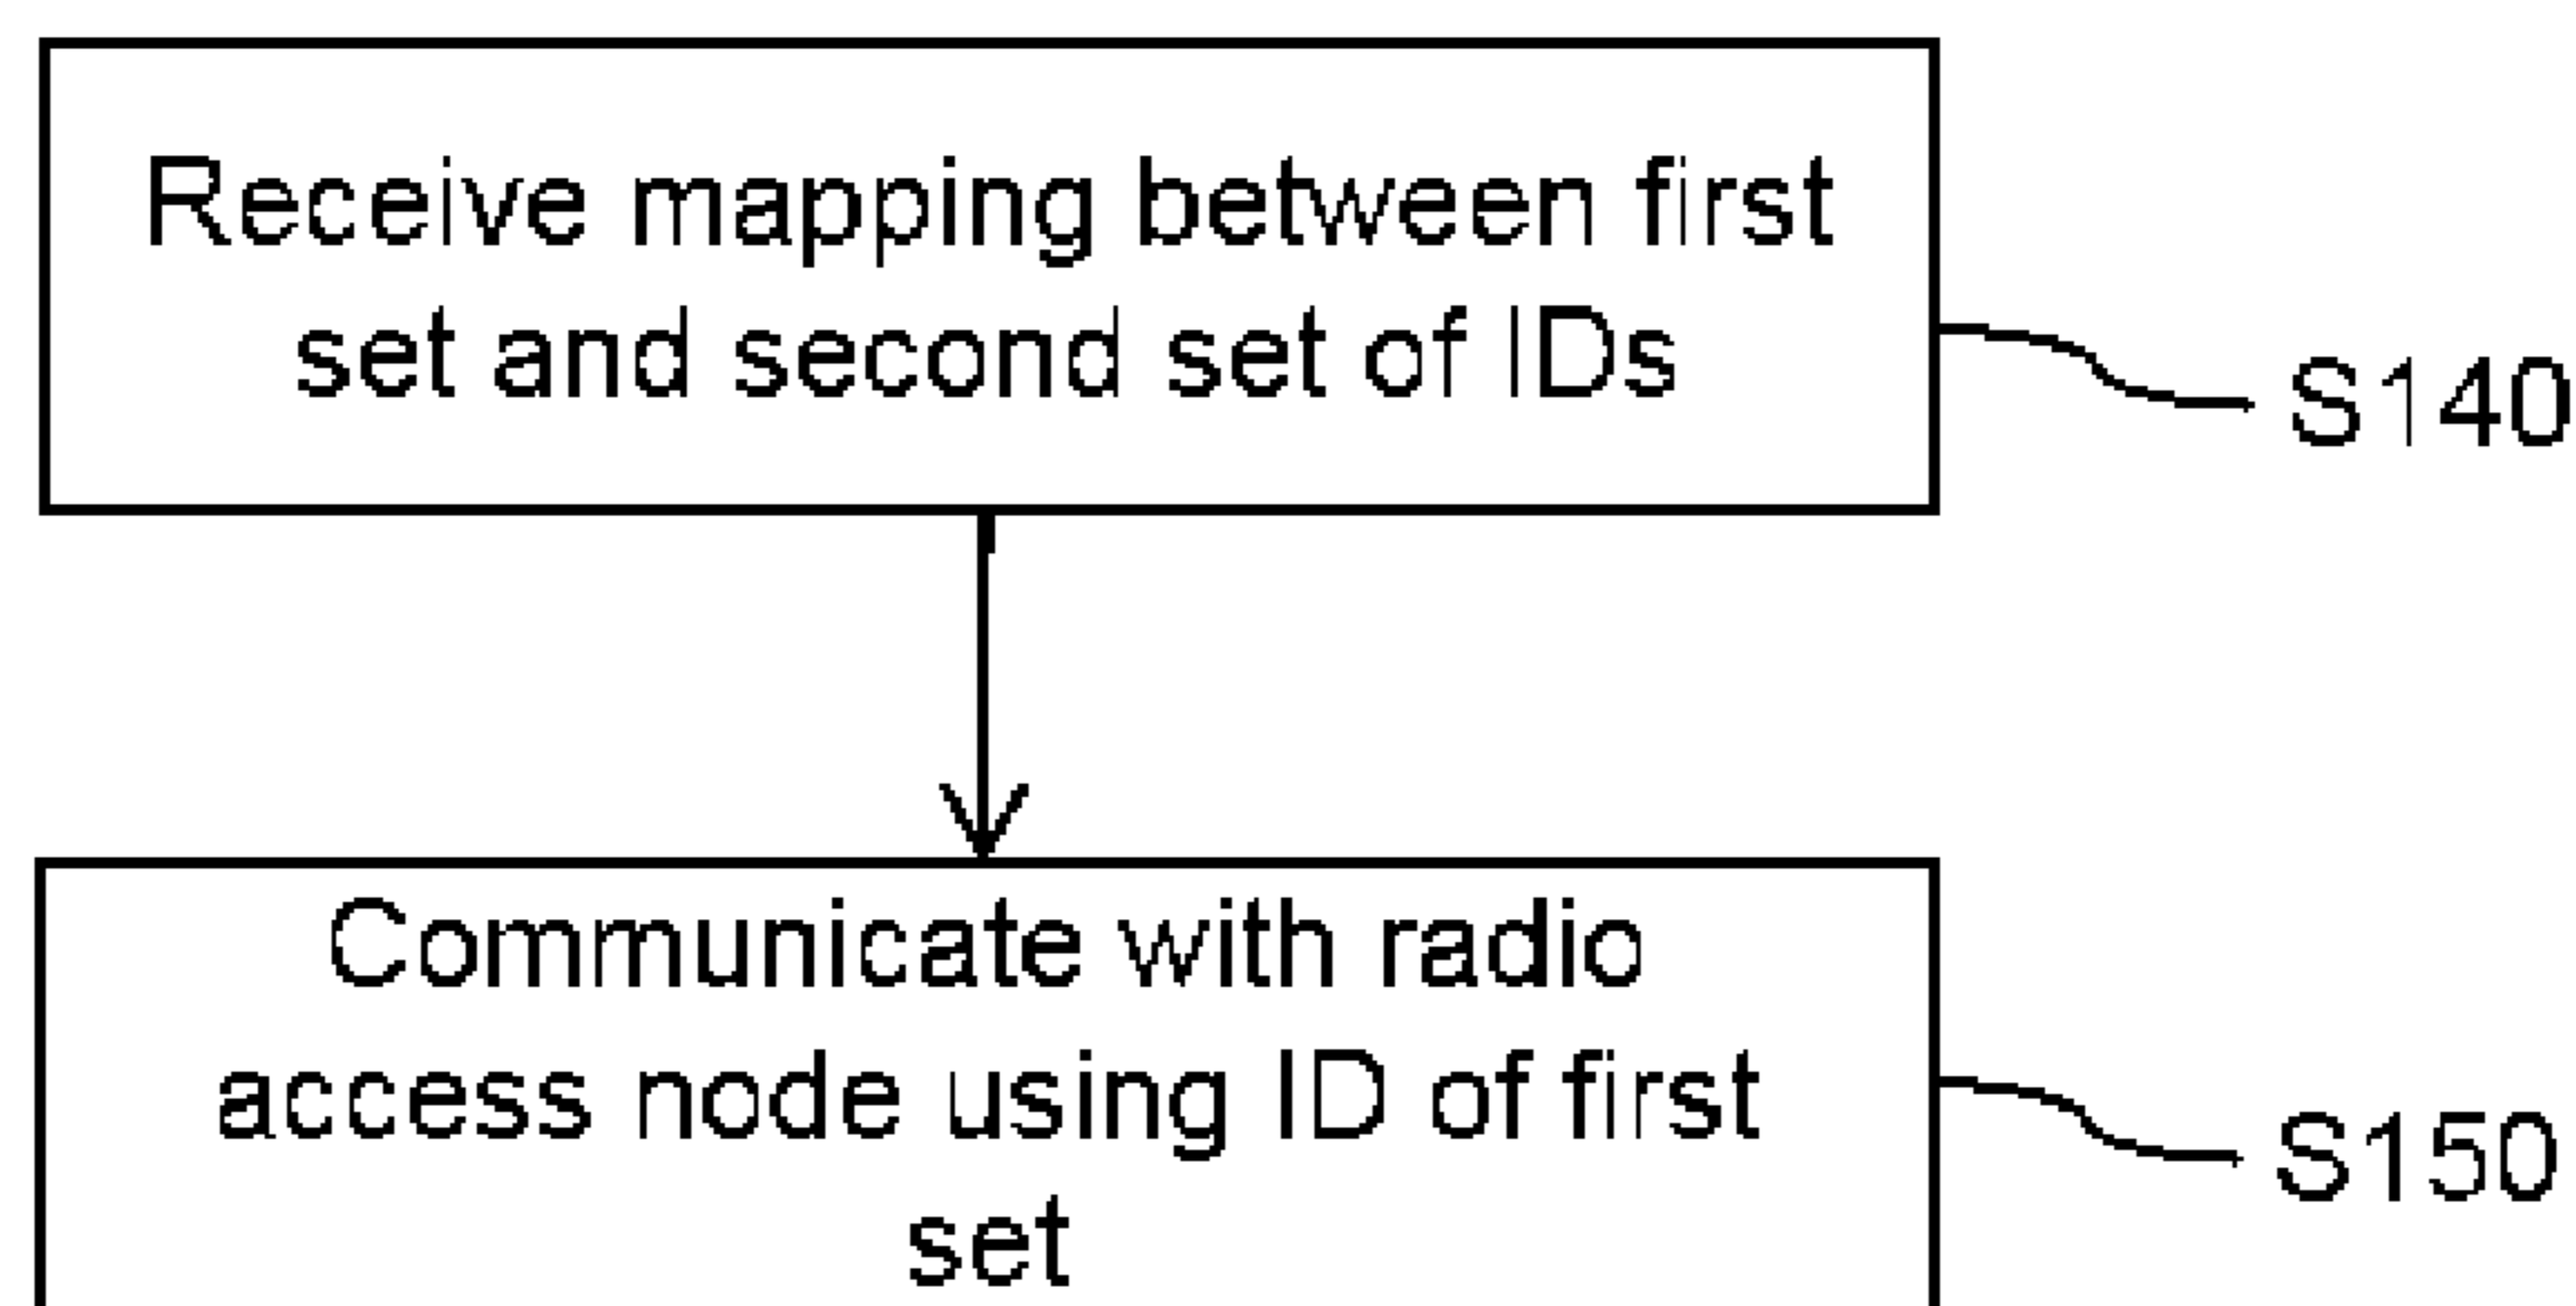 Receive mapping between first
set and second set of IDs
S140
Communicate with radio
access node using ID of first
set
S150